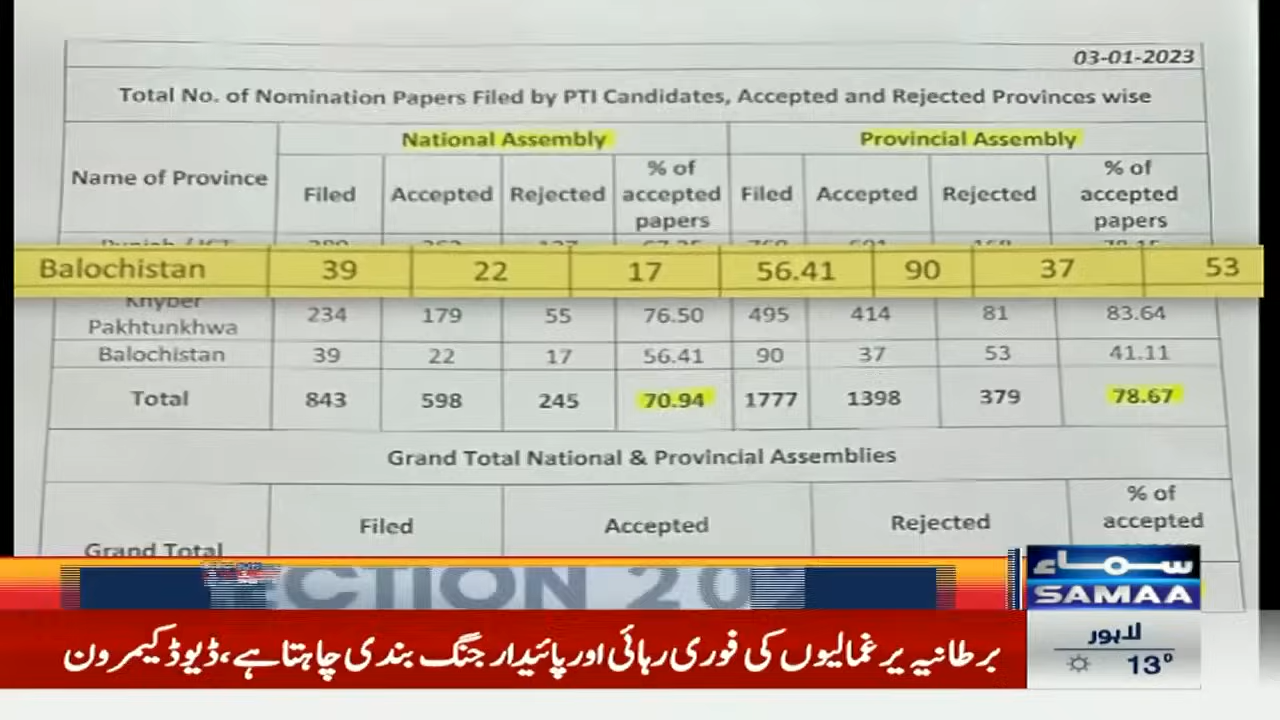 03-01-2023
Total No. of Nomination Papers Filed by PTI Candidates, Accepted and Rejected Provinces wise
Name of Province National Assembly Provincial Assembly
Filed Accepted Rejected % of accepted papers Filed Accepted Rejected % of accepted papers
Balochistan 39 22 17 56.41 90 37 53
Khyber Pakhtunkhwa 234 179 55 76.50 495 414 81 83.64
Balochistan 39 22 17 56.41 90 37 53 41.11
Total 843 598 245 70.94 1777 1398 379 78.67
Grand Total National & Provincial Assemblies
Grand Total Filed Accepted Rejected % of accepted
سماء
SAMAA
لاہور
13°
برطانیہ یرغمالیوں کی فوری رہائی اور پائیدار جنگ بندی چاہتا ہے، ڈیوڈ کیمرون